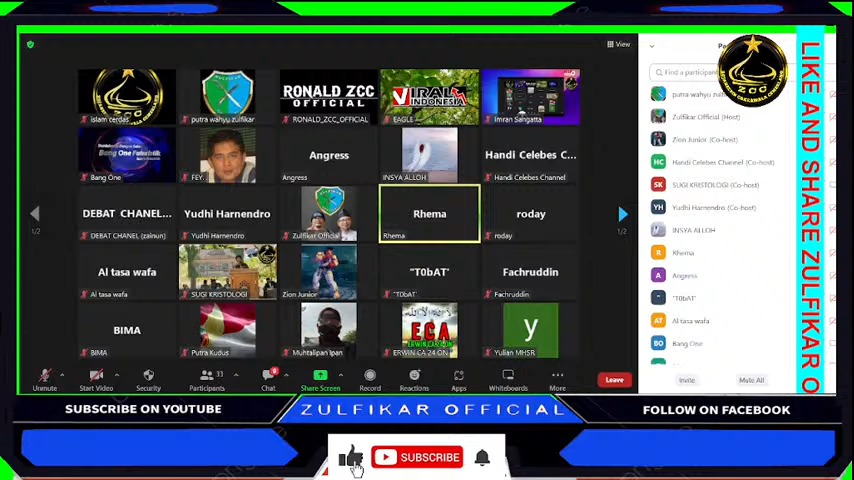 View
islam cerdas
putra wahyu zulfikar
RONALD ZCC
OFFICIAL
RONALD_ZCC_OFFICIAL
VIRAL
INDONESIA
EAGLE
Imran Sangatta
Bang One Futuristik
Bang One
FEY.
Angress
Angress
INSYA ALLOH
Handi Celebes C...
Handi Celebes Channel
DEBAT CHANEL...
DEBAT CHANEL (zainun)
Yudhi Harnendro
Yudhi Harnendro
Zulfikar Official
Rhema
Rhema
roday
roday
1/2
1/2
Al tasa wafa
Al tasa wafa
SUGI KRISTOLOGI
Zion Junior
"T0bAT'
"T0bAT'
Fachruddin
Fachruddin
BIMA
BIMA
Putra Kudus
Muhtalipan Ipan
ECA
ERWIN CA 24 ON
y
Yulian MHSR
Unmute
Start Video
Security
Participants
33
Chat
Share Screen
Record
Reactions
Apps
Whiteboards
More
Leave
ZCC
Find a participant
putra wahyu zul
Zulfikar Official (Host)
Zion Junior (Co-host)
HC
Handi Celebes Channel (Co-host)
SK
SUGI KRISTOLOGI (Co-host)
YH
Yudhi Harnendro (Co-host)
INSYA ALLOH
R
Rhema
A
Angress
"T0bAT'
AT
Al tasa wafa
BO
Bang One
Invite
Mute All
LIKE AND SHARE ZULFIKAR O
SUBSCRIBE ON YOUTUBE
ZULFIKAR OFFICIAL
FOLLOW ON FACEBOOK
SUBSCRIBE